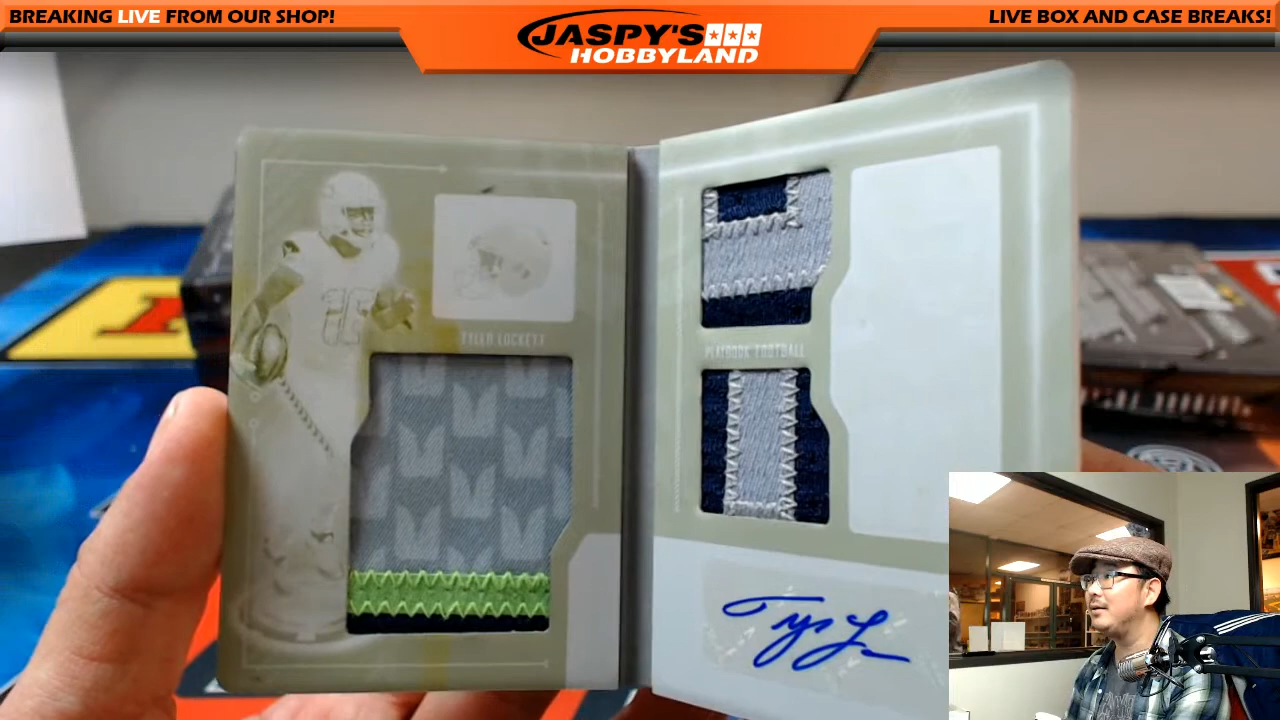 BREAKING LIVE FROM OUR SHOP!
JASPY'S
HOBBYLAND
LIVE BOX AND CASE BREAKS!
TYLER LOCKETT
PLAYBOOK FOOTBALL